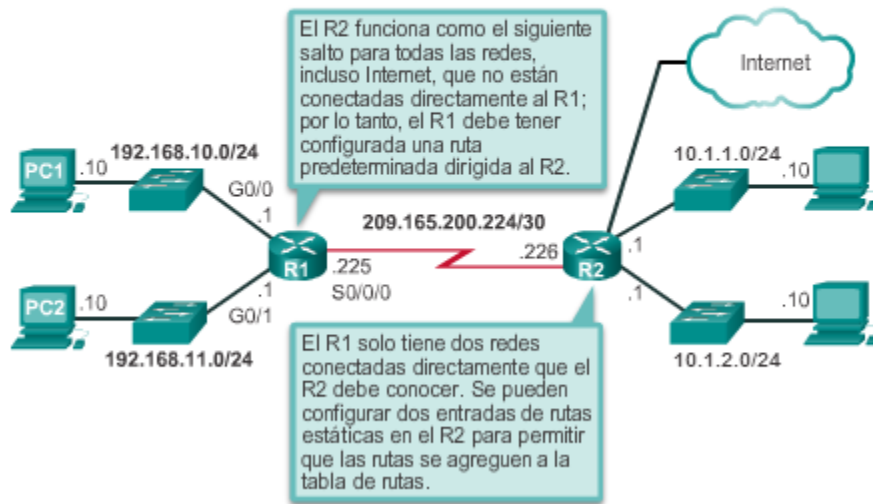 El R2 funciona como el siguiente
salto para todas las redes,
incluso Internet, que no están
conectadas directamente al R1;
por lo tanto, el R1 debe tener
configurada una ruta
predeterminada dirigida al R2.
Internet
PC1
.10
192.168.10.0/24
G0/0
.1
10.1.1.0/24
.10
209.165.200.224/30
R1
.225
S0/0/0
.226
R2
.1
.1
PC2
.10
.1
G0/1
192.168.11.0/24
.10
10.1.2.0/24
El R1 solo tiene dos redes
conectadas directamente que el
R2 debe conocer. Se pueden
configurar dos entradas de rutas
estáticas en el R2 para permitir
que las rutas se agreguen a la
tabla de rutas.